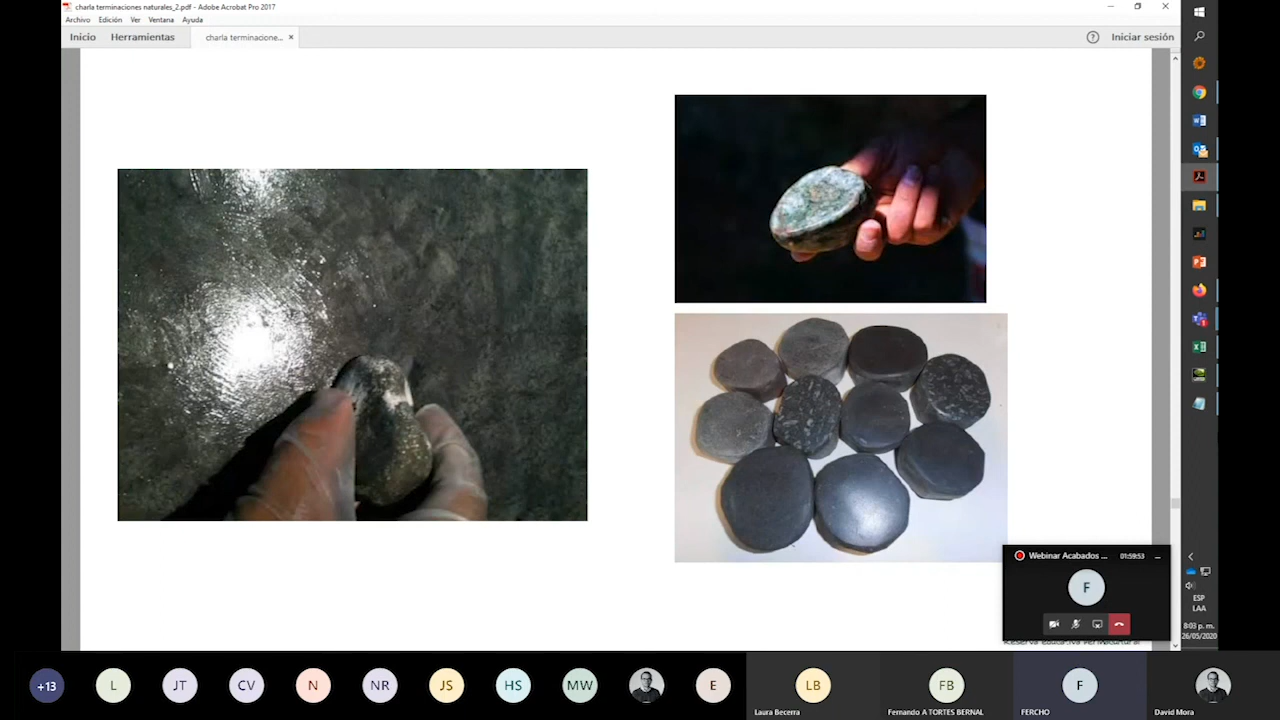 charla terminaciones naturales_2.pdf - Adobe Acrobat Pro 2017
Archivo Edición Ver Ventana Ayuda
Inicio Herramientas charla terminacione... × ? Iniciar sesión
Webinar Acabados ... 01:59:53
F
ESP
LAA
8:03 p. m.
26/05/2020
+13 L JT CV N NR JS HS MW E LB FB F
Laura Becerra Fernando A TORTES BERNAL FERCHO David Mora